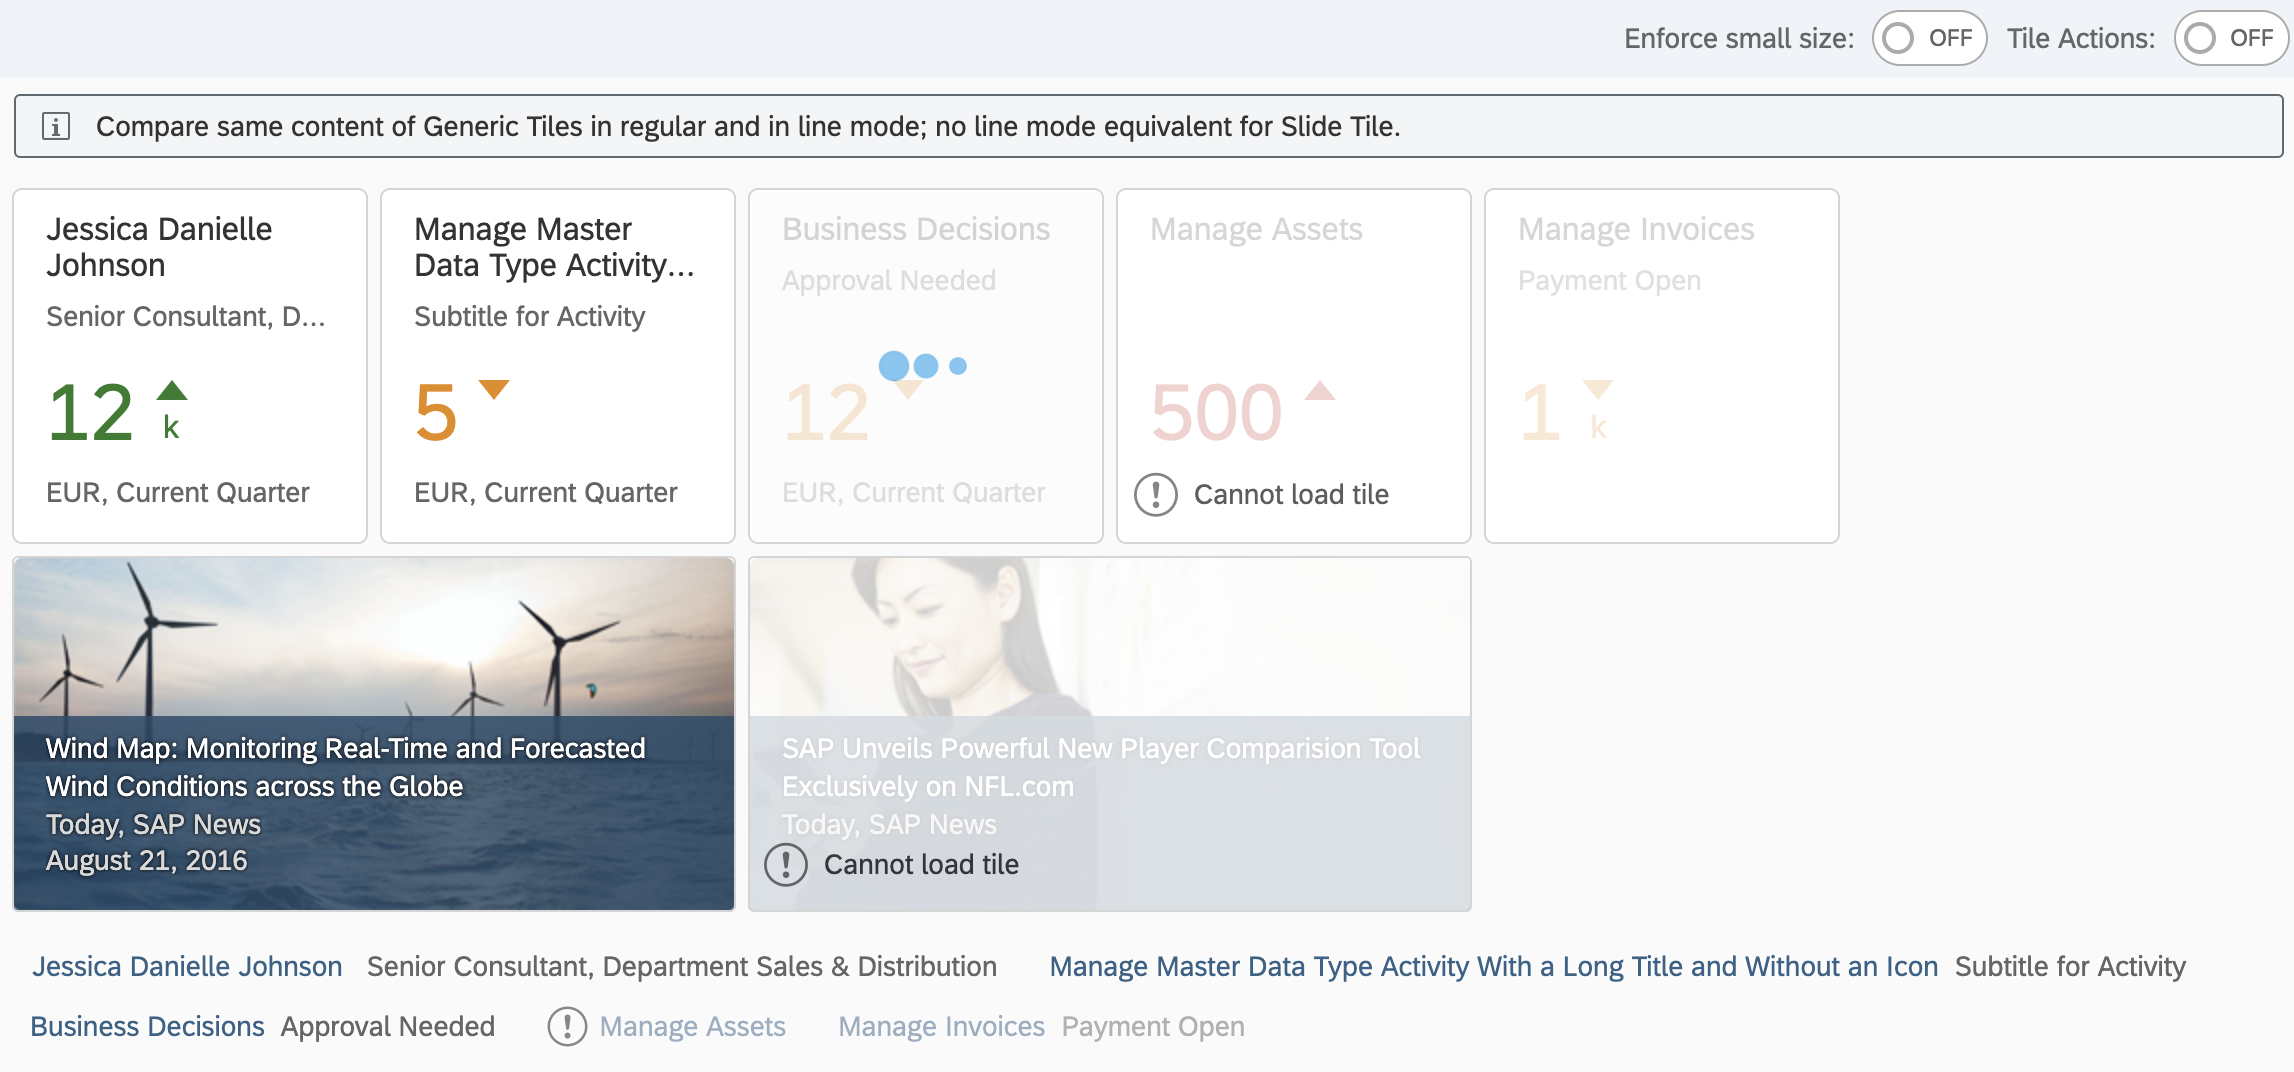 Enforce small size: OFF Tile Actions: OFF
Compare same content of Generic Tiles in regular and in line mode; no line mode equivalent for Slide Tile.
Jessica Danielle
Johnson
Senior Consultant, D...
12 k
EUR, Current Quarter
Manage Master
Data Type Activity...
Subtitle for Activity
5
EUR, Current Quarter
Business Decisions
Approval Needed
12
EUR, Current Quarter
Manage Assets
500
Cannot load tile
Manage Invoices
Payment Open
1 k
Wind Map: Monitoring Real-Time and Forecasted
Wind Conditions across the Globe
Today, SAP News
August 21, 2016
SAP Unveils Powerful New Player Comparision Tool
Exclusively on NFL.com
Today, SAP News
Cannot load tile
Jessica Danielle Johnson Senior Consultant, Department Sales & Distribution Manage Master Data Type Activity With a Long Title and Without an Icon Subtitle for Activity
Business Decisions Approval Needed Manage Assets Manage Invoices Payment Open